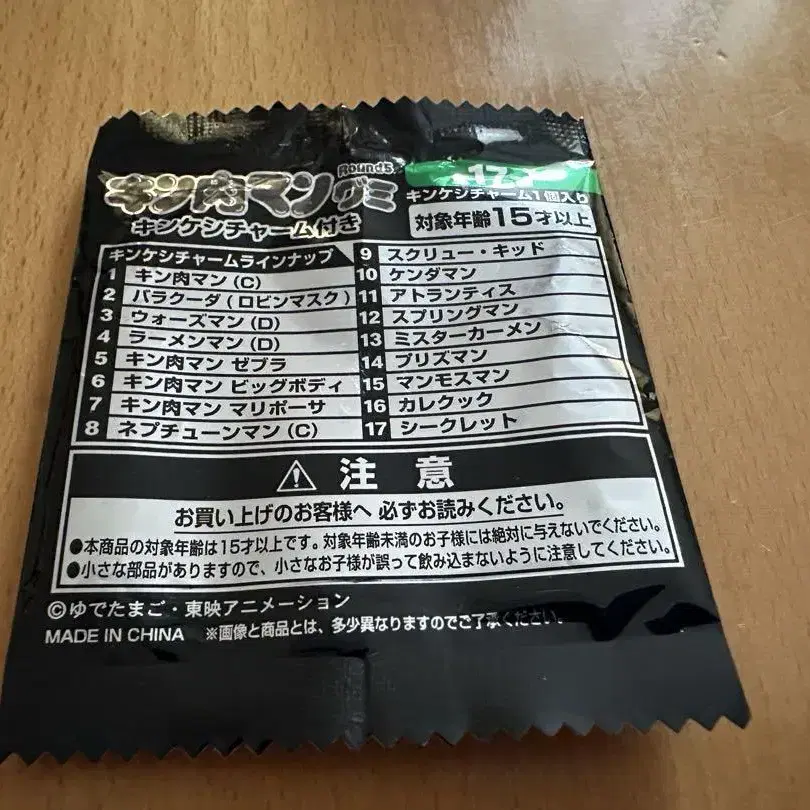 Round5
キン肉マングミ
キンケシチャーム付き
17
キンケシチャーム1個入り
対象年齢15才以上
キンケシチャームラインナップ
1 キン肉マン(C)
2 バラクーダ(ロビンマスク)
3 ウォーズマン(D)
4 ラーメンマン(D)
5 キン肉マン ゼブラ
6 キン肉マン ビッグボディ
7 キン肉マン マリポーサ
8 ネプチューンマン(C)
9 スクリュー・キッド
10 ケンダマン
11 アトランティス
12 スプリングマン
13 ミスターカーメン
14 プリズマン
15 マンモスマン
16 カレクック
17 シークレット
⚠ 注意
お買い上げのお客様へ 必ずお読みください。
●本商品の対象年齢は15才以上です。対象年齢未満のお子様には絶対に与えないでください。
●小さな部品がありますので、小さなお子様が誤って飲み込まないように注意してください。
©ゆでたまご・東映アニメーション
MADE IN CHINA ※画像と商品とは、多少異なりますのでご了承ください。